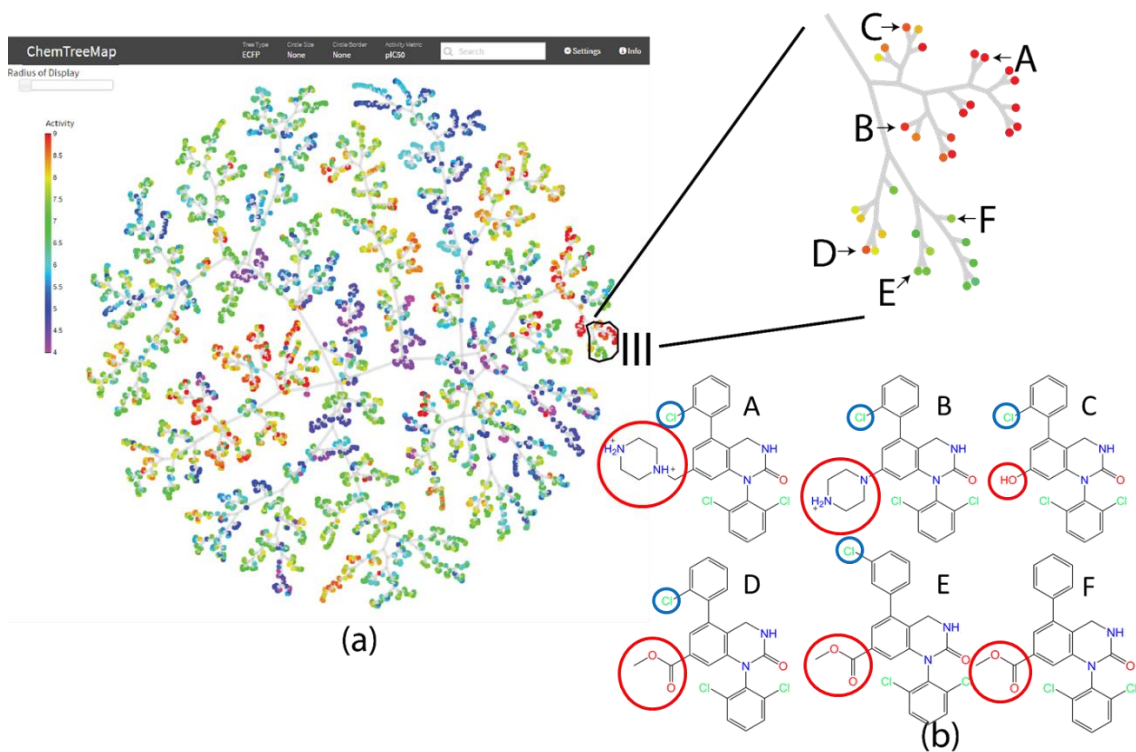 ChemTreeMap
Tree Type
ECFP
Circle Size
None
Circle Border
None
Activity Metric
pIC50
Search
Settings
Info
Radius of Display
Activity
9
8.5
8
7.5
7
6.5
6
5.5
5
4.5
4
III
(a)
C
A
B
F
D
E
A
Cl
H2N
+
NH+
NH
N
O
Cl
Cl
B
Cl
N
H2N
+
NH
N
O
Cl
Cl
C
Cl
HO
NH
N
O
Cl
Cl
D
Cl
O
O
NH
N
O
Cl
Cl
E
Cl
O
O
NH
N
O
Cl
Cl
F
O
O
NH
N
O
Cl
Cl
(b)